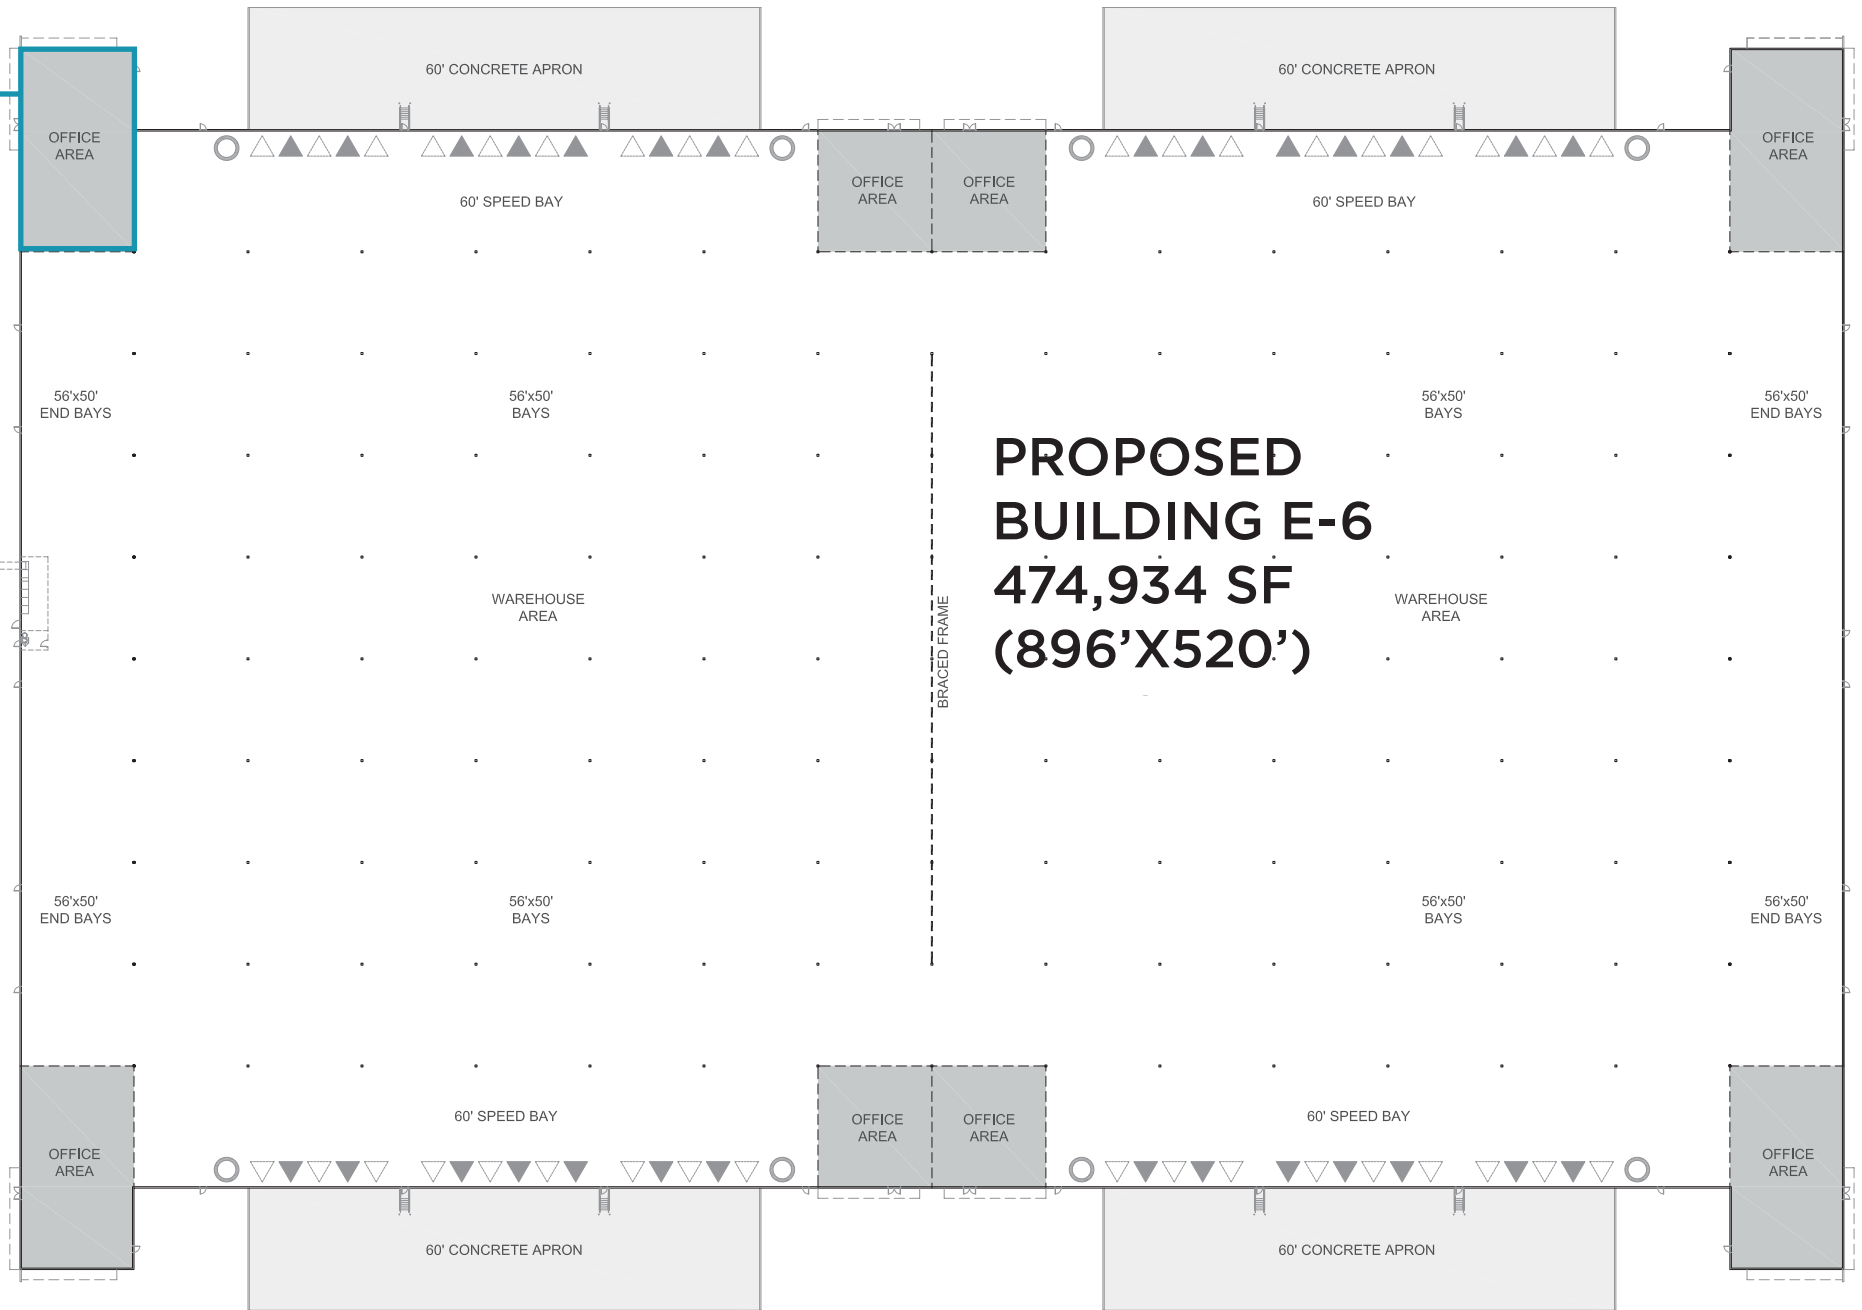 60' CONCRETE APRON
60' CONCRETE APRON
OFFICE
AREA
OFFICE
AREA
OFFICE
AREA
OFFICE
AREA
60' SPEED BAY
60' SPEED BAY
56'x50'
END BAYS
56'x50'
BAYS
56'x50'
BAYS
56'x50'
END BAYS
PROPOSED
BUILDING E-6
474,934 SF
(896’X520’)
WAREHOUSE
AREA
BRACED FRAME
WAREHOUSE
AREA
56'x50'
END BAYS
56'x50'
BAYS
56'x50'
BAYS
56'x50'
END BAYS
60' SPEED BAY
60' SPEED BAY
OFFICE
AREA
OFFICE
AREA
OFFICE
AREA
OFFICE
AREA
60' CONCRETE APRON
60' CONCRETE APRON